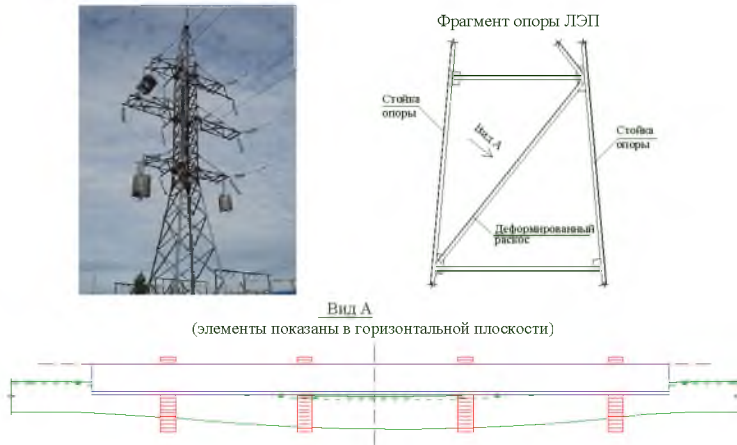 Фрагмент опоры ЛЭП
Стойка
опоры
Вид А
Стойка
опоры
Деформированный
раскос
Вид А
(элементы показаны в горизонтальной плоскости)